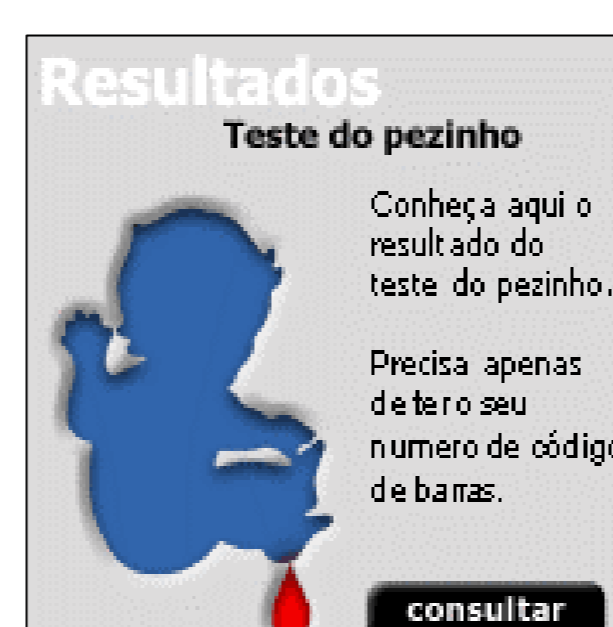 Resultados
Teste do pezinho
Conheça aqui o
resultado do
teste do pezinho.
Precisa apenas
de ter o seu
numero de código
de barras.
consultar